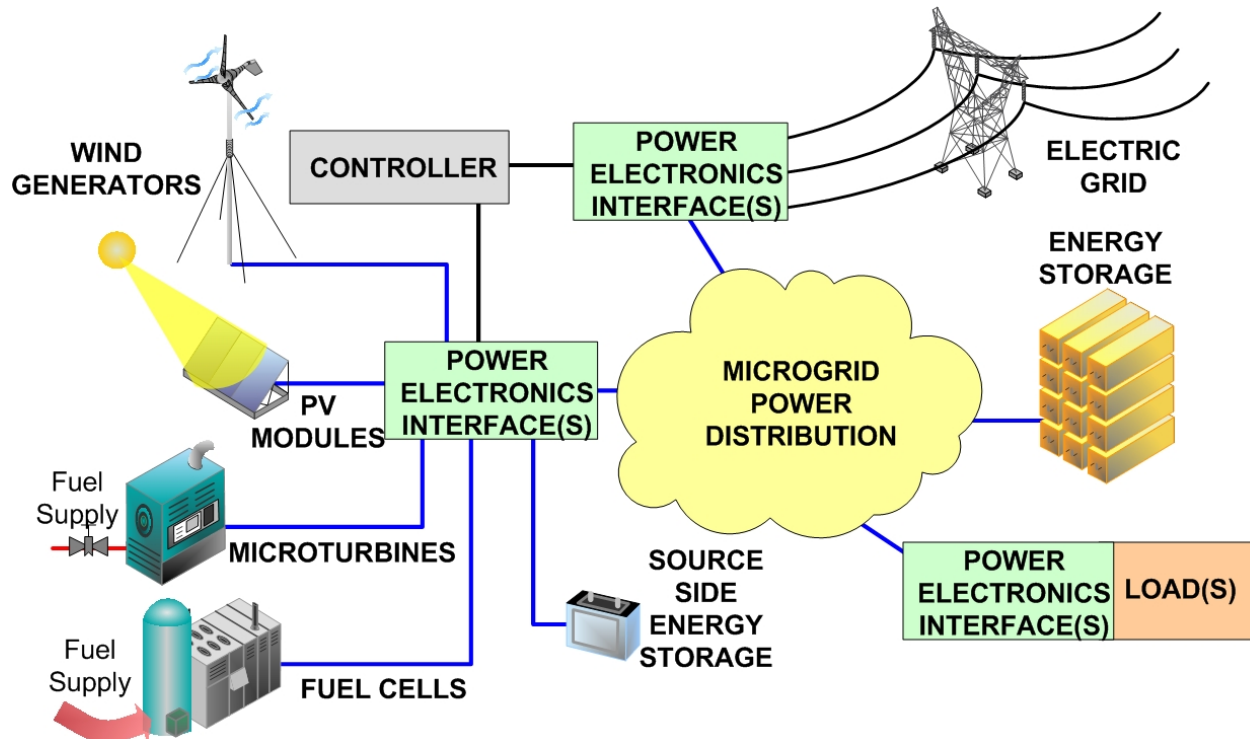 WIND
GENERATORS
CONTROLLER
POWER
ELECTRONICS
INTERFACE(S)
ELECTRIC
GRID
ENERGY
STORAGE
PV
MODULES
POWER
ELECTRONICS
INTERFACE(S)
MICROGRID
POWER
DISTRIBUTION
Fuel
Supply
MICROTURBINES
SOURCE
SIDE
ENERGY
STORAGE
POWER
ELECTRONICS
INTERFACE(S)
LOAD(S)
Fuel
Supply
FUEL CELLS